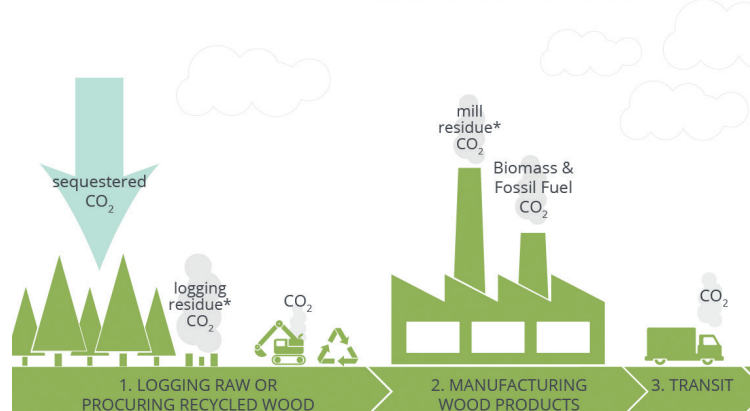 sequestered
CO₂
logging
residue*
CO₂
CO₂
mill
residue*
CO₂
Biomass &
Fossil Fuel
CO₂
CO₂
1. LOGGING RAW OR
PROCURING RECYCLED WOOD
2. MANUFACTURING
WOOD PRODUCTS
3. TRANSIT